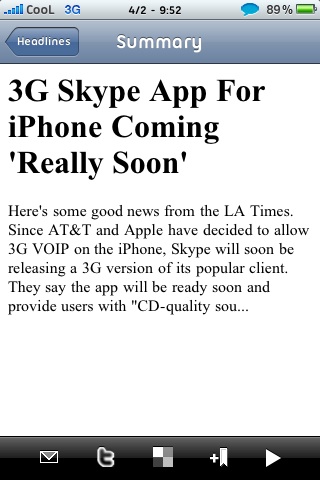 CooL 3G 4/2 - 9:52 89%
Headlines Summary
3G Skype App For
iPhone Coming
'Really Soon'
Here's some good news from the LA Times.
Since AT&T and Apple have decided to allow
3G VOIP on the iPhone, Skype will soon be
releasing a 3G version of its popular client.
They say the app will be ready soon and
provide users with "CD-quality sou...